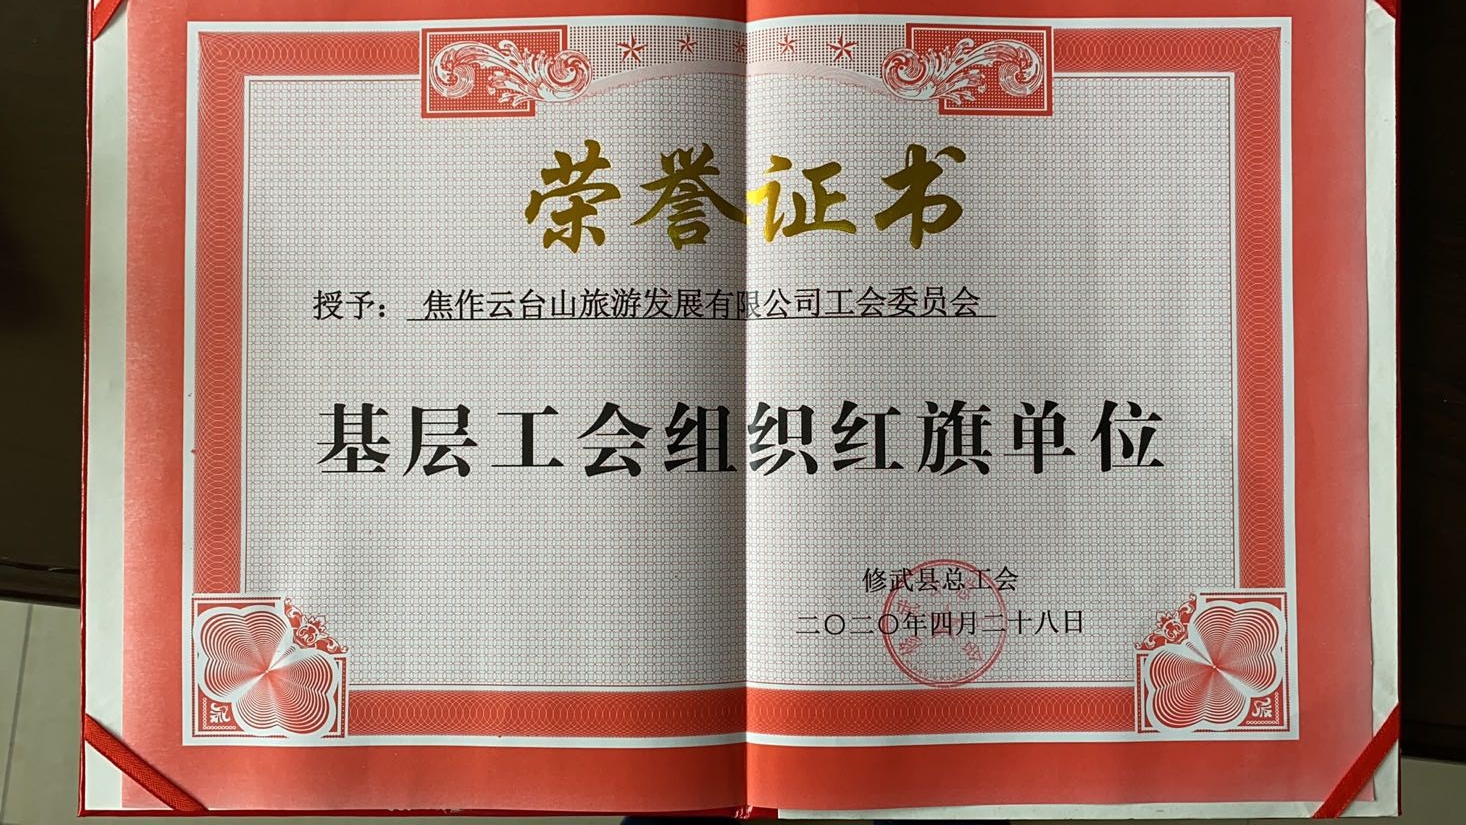 荣誉证书
授予：焦作云台山旅游发展有限公司工会委员会
基层工会组织红旗单位
修武县总工会
二〇二〇年四月二十八日